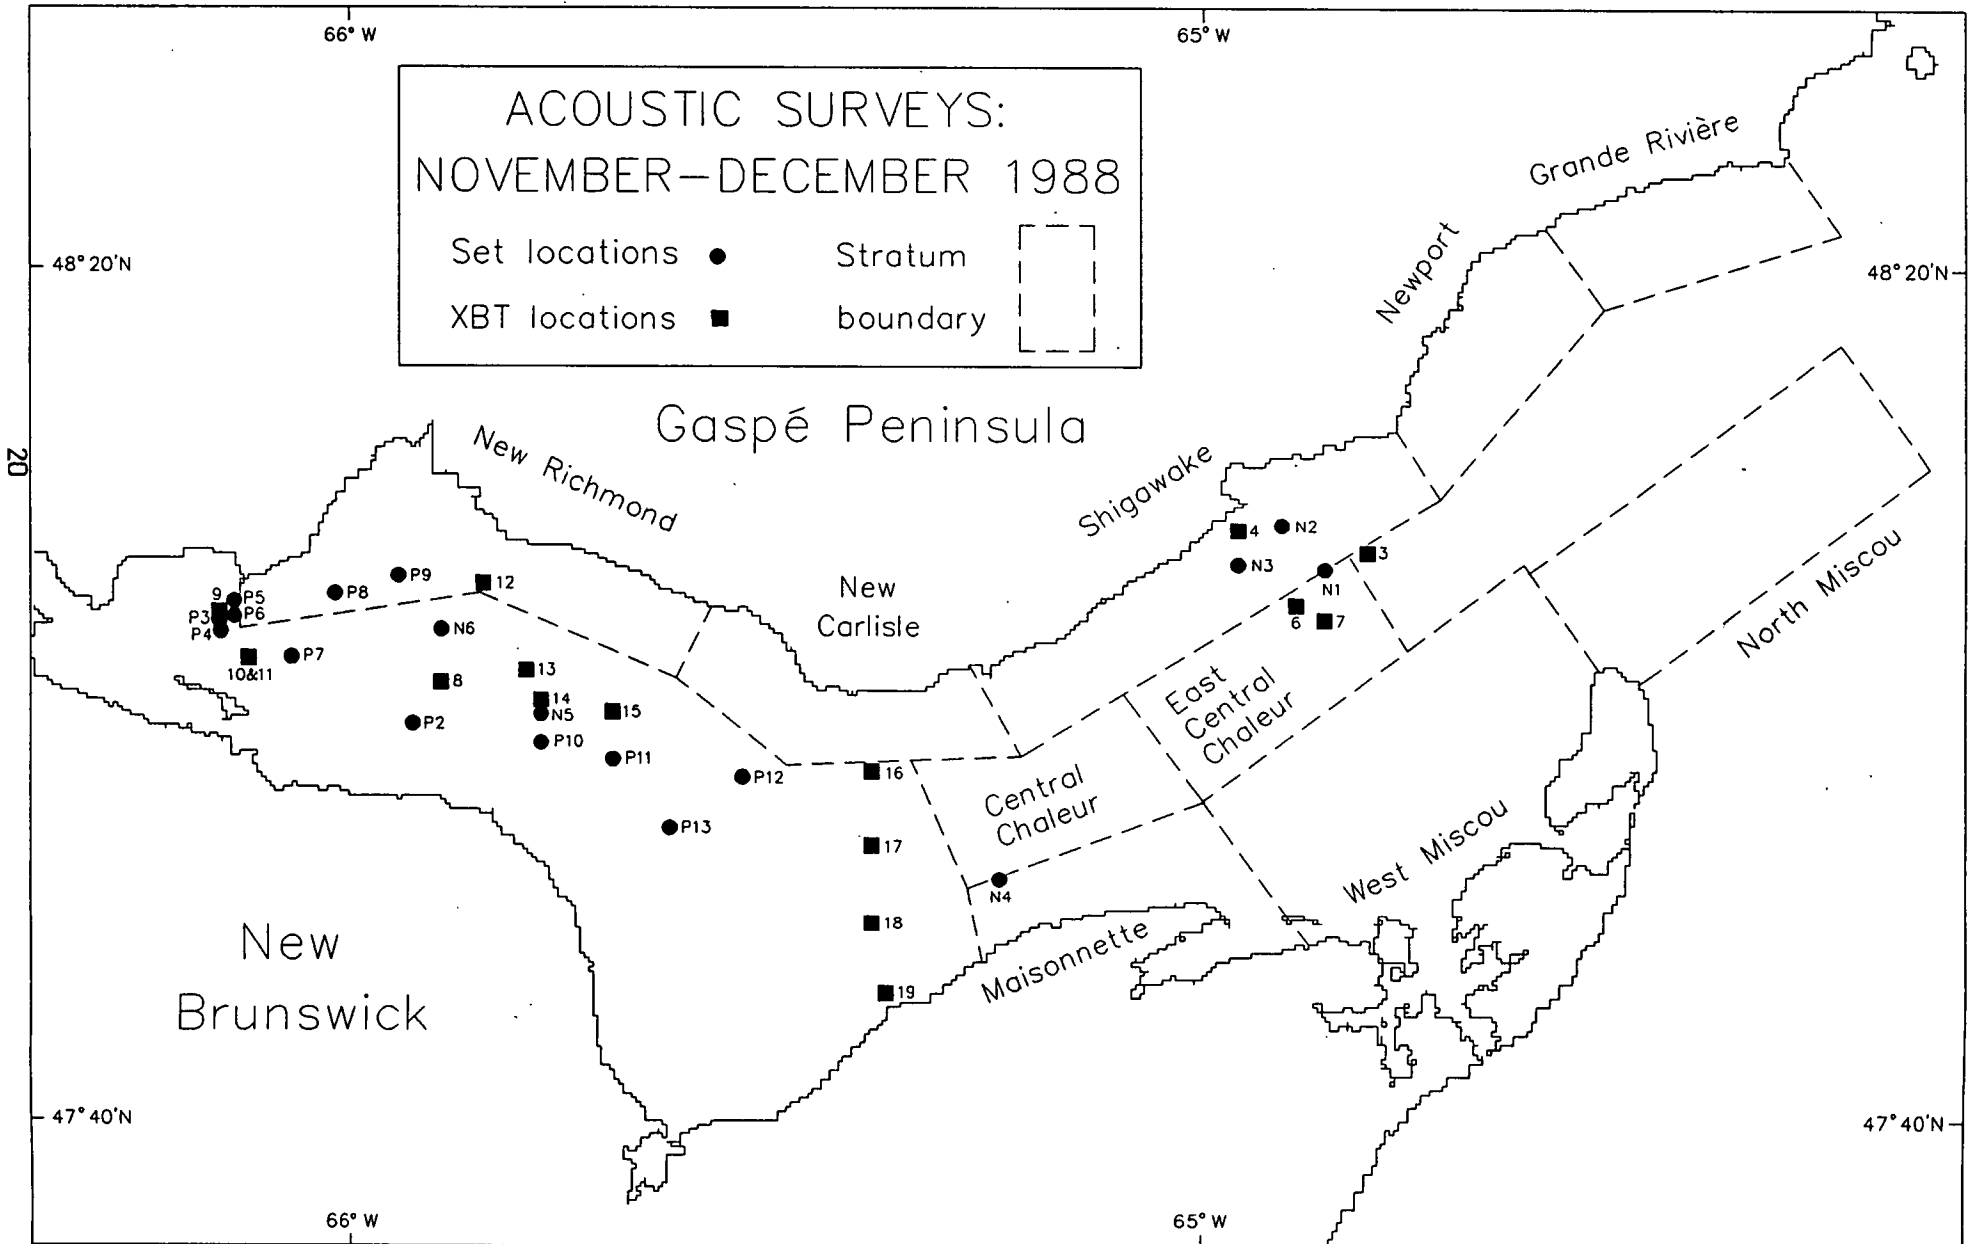 66° W
65° W
ACOUSTIC SURVEYS:
NOVEMBER–DECEMBER 1988
Set locations
Stratum
XBT locations
boundary
Grande Rivière
48° 20'N
48° 20'N
Newport
Gaspé Peninsula
New Richmond
Shigawake
20
4
N2
3
N3
N1
P9
12
P8
9
P5
P3
P6
P4
N6
New
Carlisle
6
7
North Miscou
P7
10&11
13
8
14
N5
15
P2
P10
P11
P12
16
East
Central
Chaleur
Central
Chaleur
P13
17
West Miscou
N4
18
Maisonnette
19
New
Brunswick
47° 40'N
47° 40'N
66° W
65° W